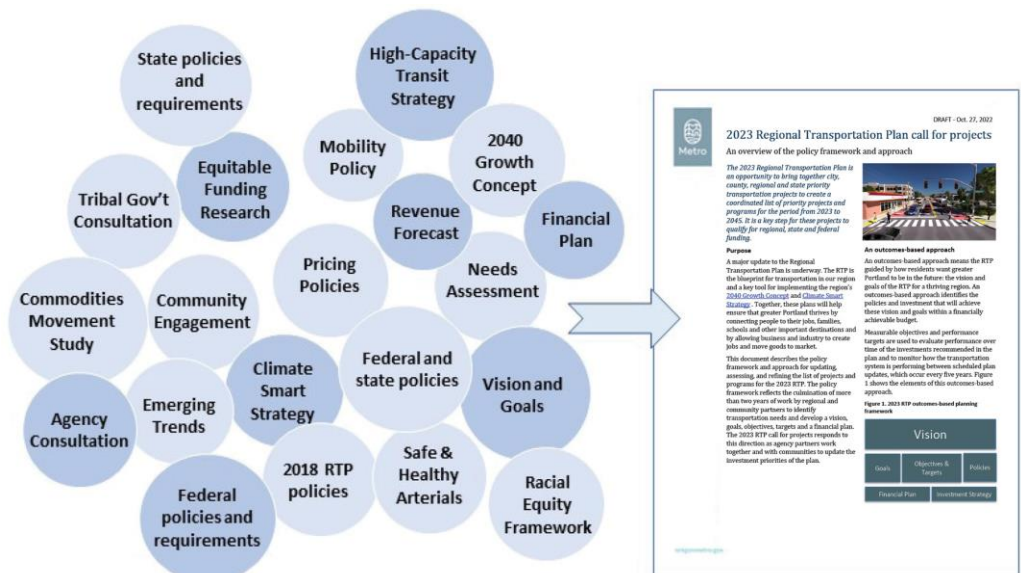 State policies
and
requirements
High-Capacity
Transit
Strategy
Mobility
Policy
2040
Growth
Concept
Equitable
Funding
Research
Tribal Gov't
Consultation
Revenue
Forecast
Financial
Plan
Pricing
Policies
Needs
Assessment
Commodities
Movement
Study
Community
Engagement
Climate
Smart
Strategy
Federal and
state policies
Vision and
Goals
Agency
Consultation
Emerging
Trends
2018 RTP
policies
Safe &
Healthy
Arterials
Racial
Equity
Framework
Federal
policies and
requirements
DRAFT - Oct. 27, 2022
Metro
2023 Regional Transportation Plan call for projects
An overview of the policy framework and approach
The 2023 Regional Transportation Plan is
an opportunity to bring together city,
county, regional and state priority
transportation projects to create a
coordinated list of priority projects and
programs for the period from 2023 to
2045. It is a key step for these projects to
qualify for regional, state and federal
funding.
Purpose
A major update to the Regional
Transportation Plan is underway. The RTP is
the blueprint for transportation in our region
and a key tool for implementing the region's
2040 Growth Concept and Climate Smart
Strategy . Together, these plans will help
ensure that greater Portland thrives by
connecting people to their jobs, families,
schools and other important destinations and
by allowing business and industry to create
jobs and move goods to market.
This document describes the policy
framework and approach for updating,
assessing, and refining the list of projects and
programs for the 2023 RTP. The policy
framework reflects the culmination of more
than two years of work by regional and
community partners to identify
transportation needs and develop a vision,
goals, objectives, targets and a financial plan.
The 2023 RTP call for projects responds to
this direction as agency partners work
together and with communities to update the
investment priorities of the plan.
An outcomes-based approach
An outcomes-based approach means the RTP
guided by how residents want greater
Portland to be in the future: the vision and
goals of the RTP for a thriving region. An
outcomes-based approach identifies the
policies and investment that will achieve
these vision and goals within a financially
achievable budget.
Measurable objectives and performance
targets are used to evaluate performance over
time of the investments recommended in the
plan and to monitor how the transportation
system is performing between scheduled plan
updates, which occur every five years. Figure
1 shows the elements of this outcomes-based
approach.
Figure 1. 2023 RTP outcomes-based planning
framework
Vision
Goals
Objectives &
Targets
Policies
Financial Plan
Investment Strategy
oregonmetro.gov